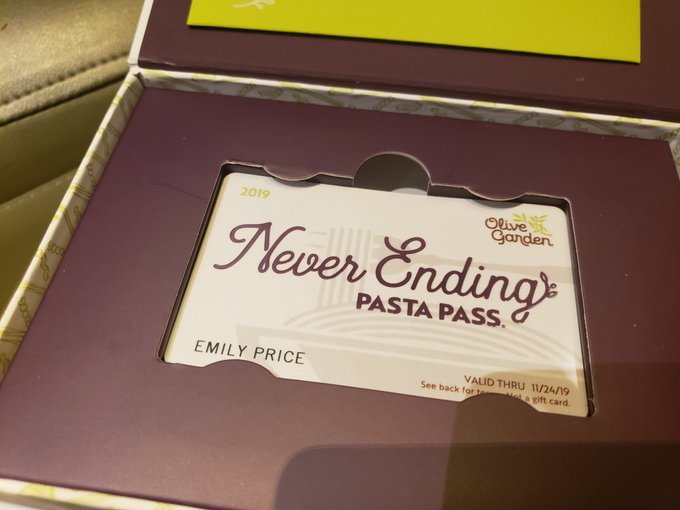 2019
Olive
Garden
Never Ending
PASTA PASS®
EMILY PRICE
VALID THRU 11/24/19
See back for Not a gift card.